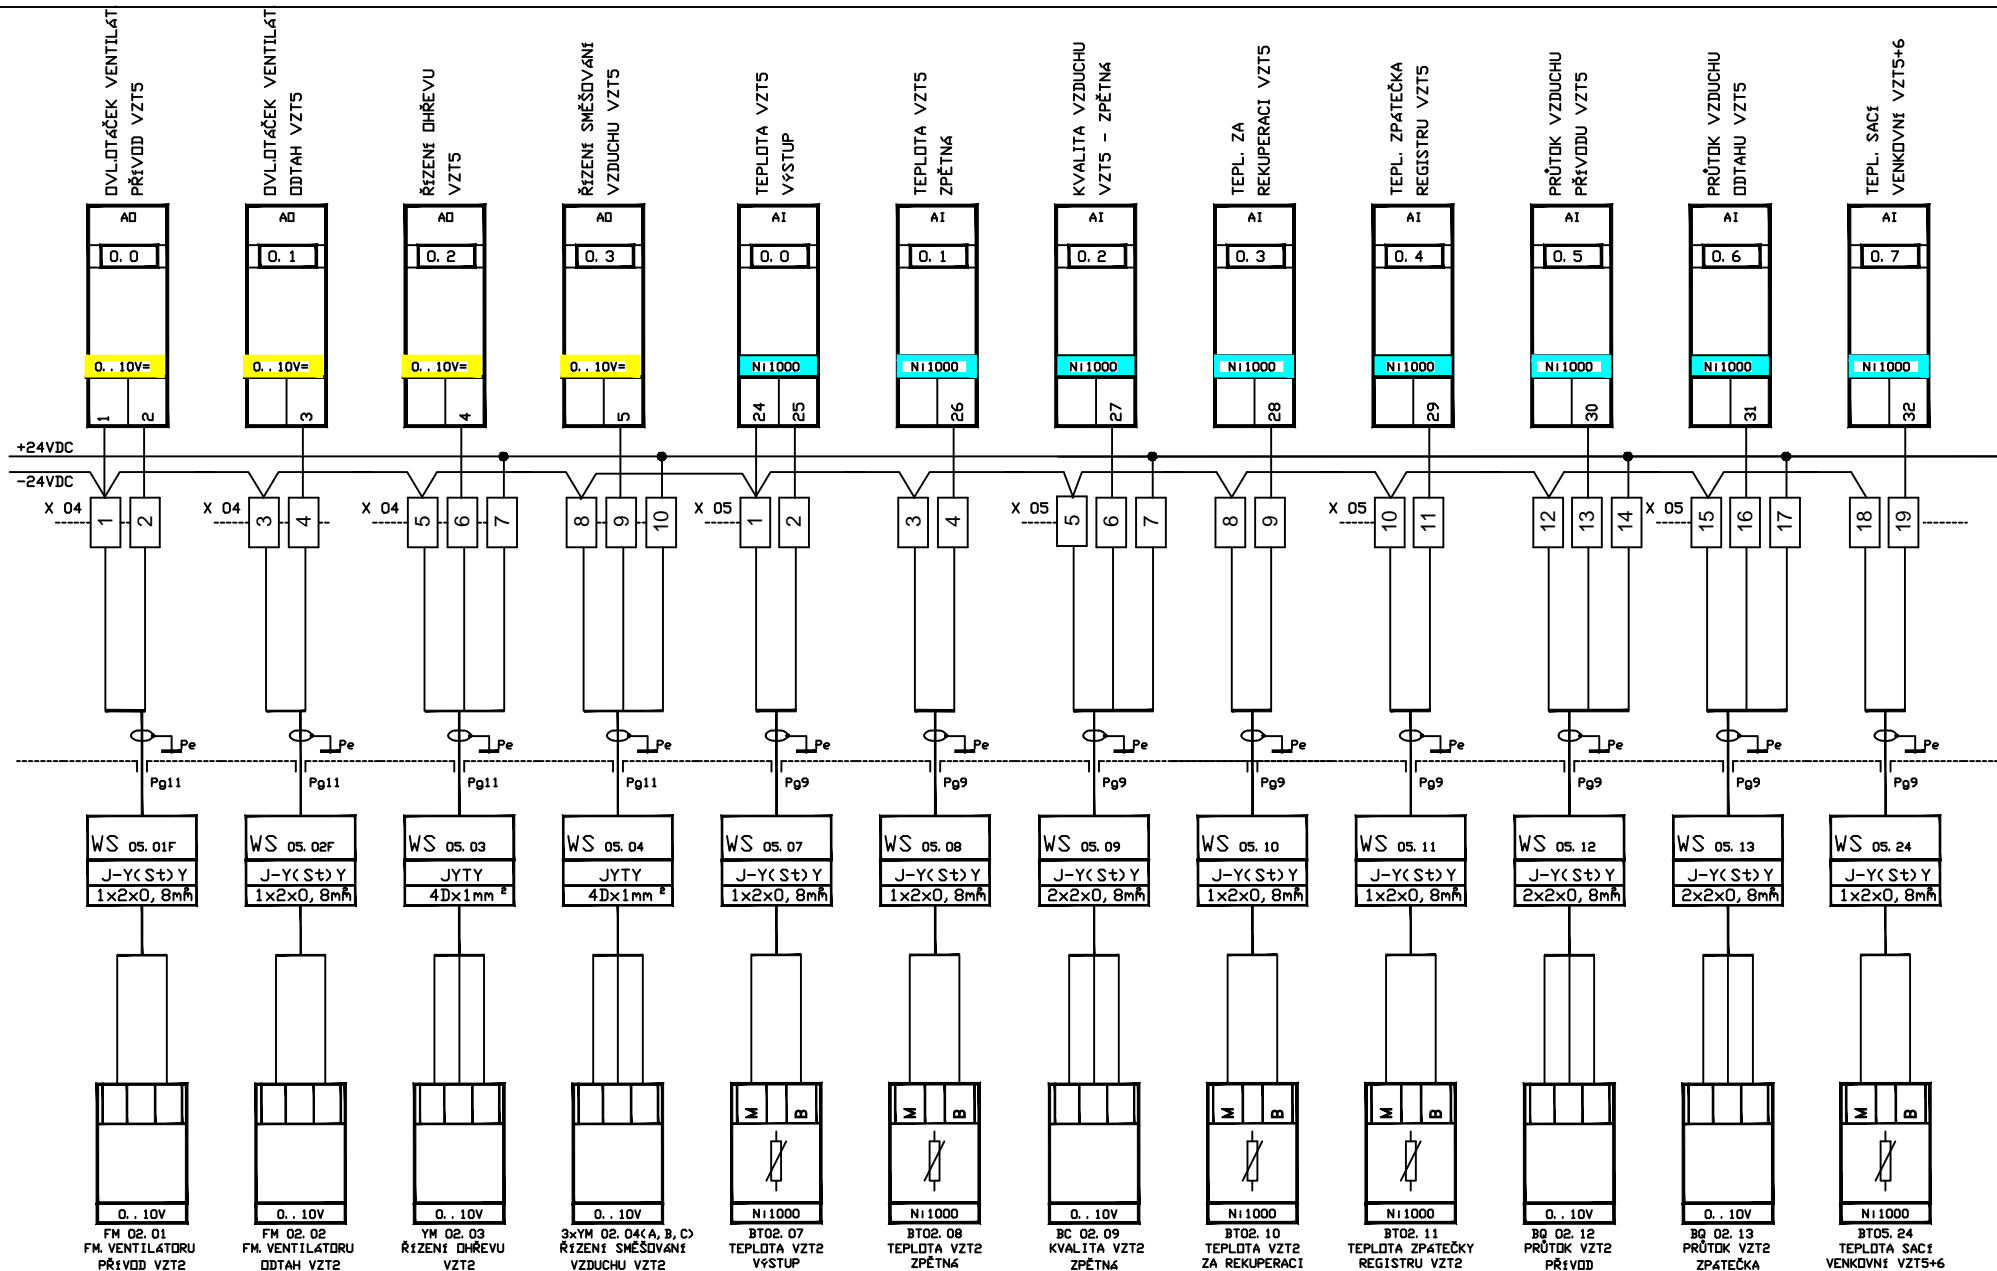 OVL.OTÁČEK VENTILÁT
PŘÍVOD VZT5
OVL.OTÁČEK VENTILÁT
ODTAH VZT5
ŘÍZENÍ OHŘEVU
VZT5
ŘÍZENÍ SMĚŠOVÁNÍ
VZDUCHU VZT5
TEPLOTA VZT5
VÝSTUP
TEPLOTA VZT5
ZPĚTNÁ
KVALITA VZDUCHU
VZT5 - ZPĚTNÁ
TEPL. ZA
REKUPERACI VZT5
TEPL. ZPÁTEČKA
REGISTRU VZT5
PRŮTOK VZDUCHU
PŘÍVODU VZT5
PRŮTOK VZDUCHU
ODTAHU VZT5
TEPL. SACÍ
VENKOVNÍ VZT5+6
AO AO AO AO AI AI AI AI AI AI AI AI
0.0 0.1 0.2 0.3 0.0 0.1 0.2 0.3 0.4 0.5 0.6 0.7
0..10V= 0..10V= 0..10V= 0..10V= Ni1000 Ni1000 Ni1000 Ni1000 Ni1000 Ni1000 Ni1000 Ni1000
1 2 3 4 5 24 25 26 27 28 29 30 31 32
+24VDC
-24VDC
X 04 1 2 X 04 3 4 X 04 5 6 7 8 9 10 X 05 1 2 3 4 X 05 5 6 7 8 9 X 05 10 11 12 13 14 X 05 15 16 17 18 19
Pe Pe Pe Pe Pe Pe Pe Pe Pe Pe Pe Pe
Pg11 Pg11 Pg11 Pg11 Pg9 Pg9 Pg9 Pg9 Pg9 Pg9 Pg9 Pg9
WS 05.01F WS 05.02F WS 05.03 WS 05.04 WS 05.07 WS 05.08 WS 05.09 WS 05.10 WS 05.11 WS 05.12 WS 05.13 WS 05.24
J-Y(St)Y J-Y(St)Y JYTY JYTY J-Y(St)Y J-Y(St)Y J-Y(St)Y J-Y(St)Y J-Y(St)Y J-Y(St)Y J-Y(St)Y J-Y(St)Y
1x2x0,8mm² 1x2x0,8mm² 4Dx1mm² 4Dx1mm² 1x2x0,8mm² 1x2x0,8mm² 2x2x0,8mm² 1x2x0,8mm² 1x2x0,8mm² 2x2x0,8mm² 2x2x0,8mm² 1x2x0,8mm²
M B M B M B M B M B
0..10V 0..10V 0..10V 0..10V Ni1000 Ni1000 0..10V Ni1000 Ni1000 0..10V 0..10V Ni1000
FM 02.01
FM. VENTILÁTORU
PŘÍVOD VZT2
FM 02.02
FM. VENTILÁTORU
ODTAH VZT2
YM 02.03
ŘÍZENÍ OHŘEVU
VZT2
3xYM 02.04(A,B,C)
ŘÍZENÍ SMĚŠOVÁNÍ
VZDUCHU VZT2
BT02.07
TEPLOTA VZT2
VÝSTUP
BT02.08
TEPLOTA VZT2
ZPĚTNÁ
BC 02.09
KVALITA VZT2
ZPĚTNÁ
BT02.10
TEPLOTA VZT2
ZA REKUPERACI
BT02.11
TEPLOTA ZPÁTEČKY
REGISTRU VZT2
BQ 02.12
PRŮTOK VZT2
PŘÍVOD
BQ 02.13
PRŮTOK VZT2
ZPÁTEČKA
BT05.24
TEPLOTA SACÍ
VENKOVNÍ VZT5+6